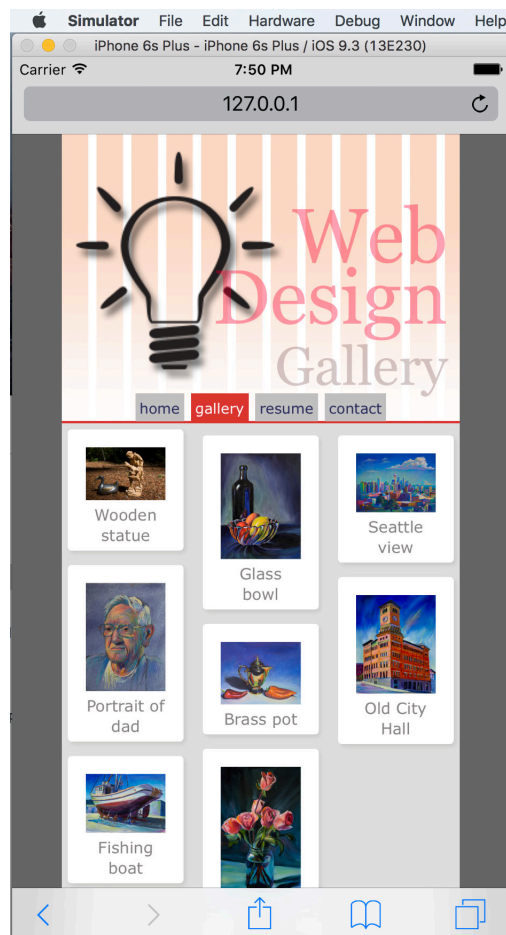 Simulator File Edit Hardware Debug Window Help
iPhone 6s Plus - iPhone 6s Plus / iOS 9.3 (13E230)
Carrier 7:50 PM
127.0.0.1
Web
Design
Gallery
home gallery resume contact
Wooden
statue
Glass
bowl
Seattle
view
Portrait of
dad
Brass pot
Old City
Hall
Fishing
boat